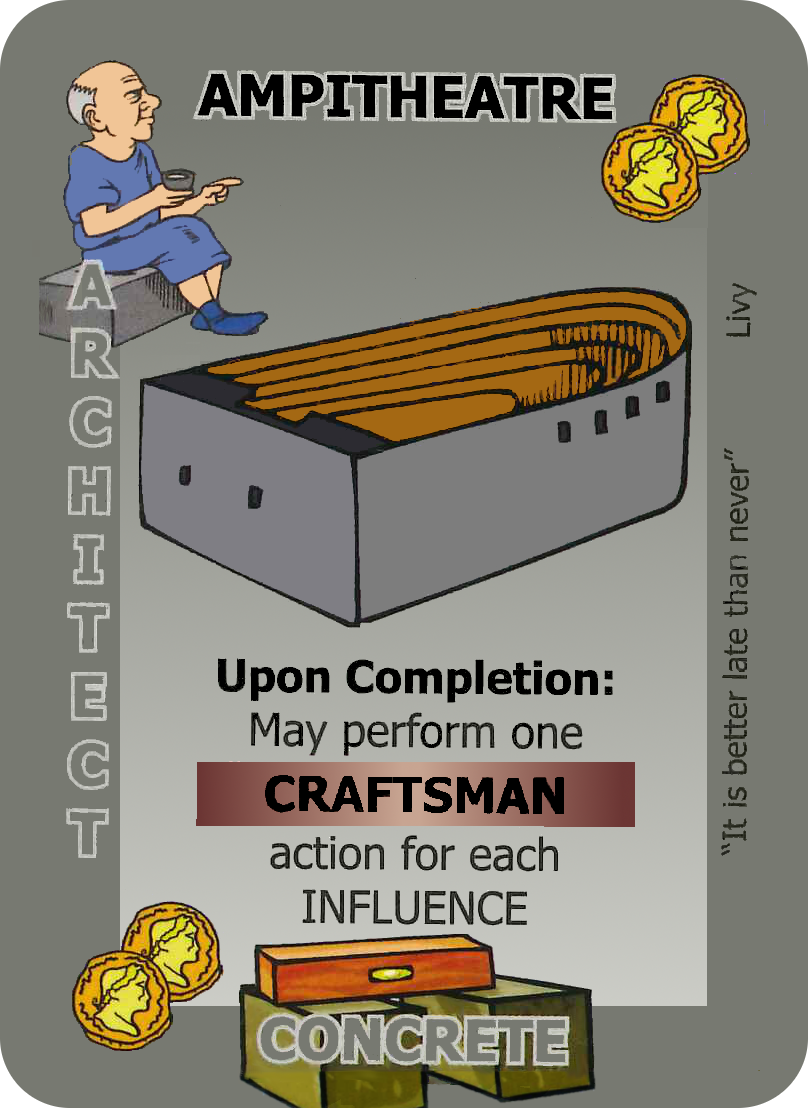 AMPITHEATRE
ARCHITECT
"It is better late than never" Livy
Upon Completion:
May perform one
CRAFTSMAN
action for each
INFLUENCE
CONCRETE